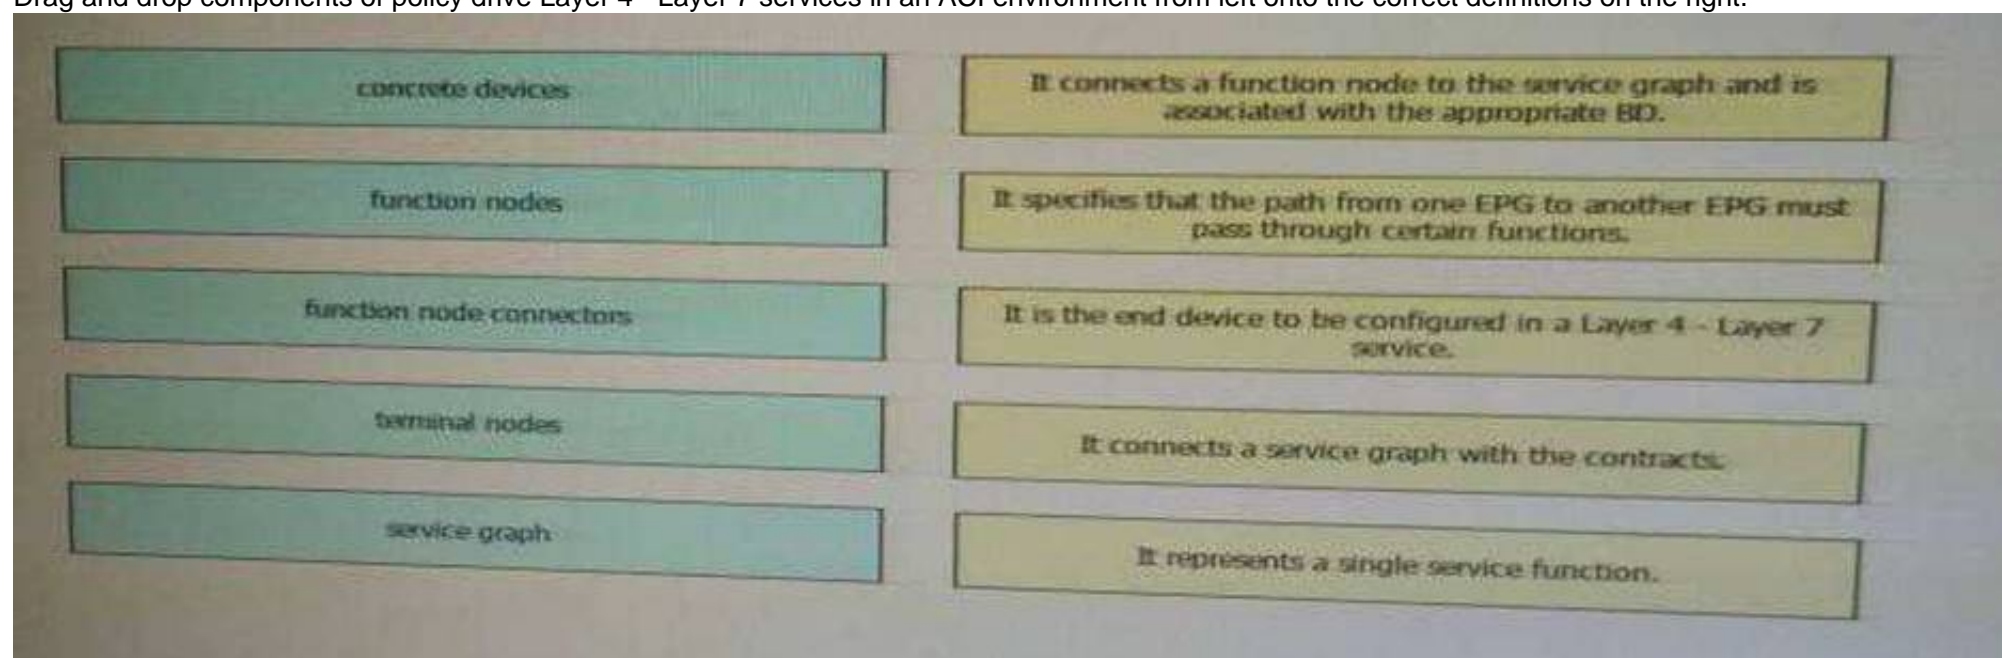 Drag and drop components of policy drive Layer 4 - Layer 7 services in an ACI environment from left onto the correct definitions on the right.
concrete devices
function nodes
function node connectors
terminal nodes
service graph
It connects a function node to the service graph and is
associated with the appropriate BD.
It specifies that the path from one EPG to another EPG must
pass through certain functions.
It is the end device to be configured in a Layer 4 - Layer 7
service.
It connects a service graph with the contracts.
It represents a single service function.